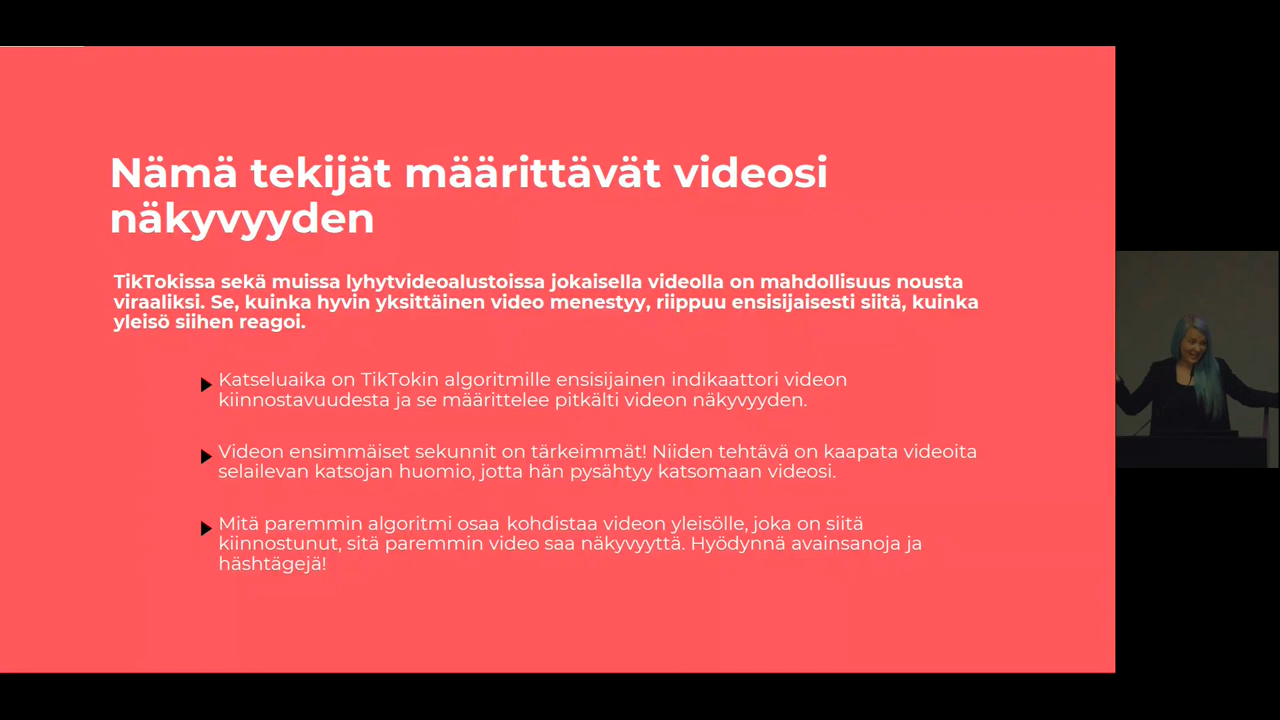 Nämä tekijät määrittävät videosi
näkyvyyden
TikTokissa sekä muissa lyhytvideoalustoissa jokaisella videolla on mahdollisuus nousta
viraaliksi. Se, kuinka hyvin yksittäinen video menestyy, riippuu ensisijaisesti siitä, kuinka
yleisö siihen reagoi.
Katseluaika on TikTokin algoritmille ensisijainen indikaattori videon
kiinnostavuudesta ja se määrittelee pitkälti videon näkyvyyden.
Videon ensimmäiset sekunnit on tärkeimmät! Niiden tehtävä on kaapata videoita
selailevan katsojan huomio, jotta hän pysähtyy katsomaan videosi.
Mitä paremmin algoritmi osaa kohdistaa videon yleisölle, joka on siitä
kiinnostunut, sitä paremmin video saa näkyvyyttä. Hyödynnä avainsanoja ja
häshtägejä!